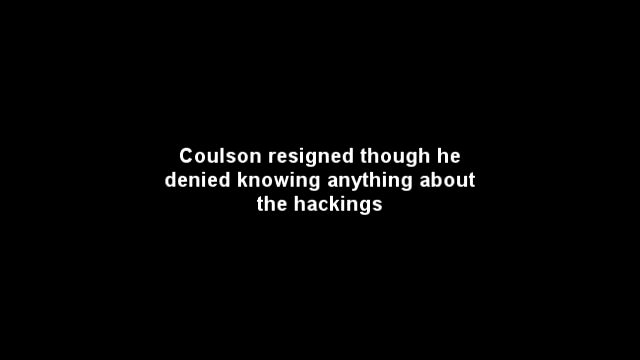 Coulson resigned though he
denied knowing anything about
the hackings